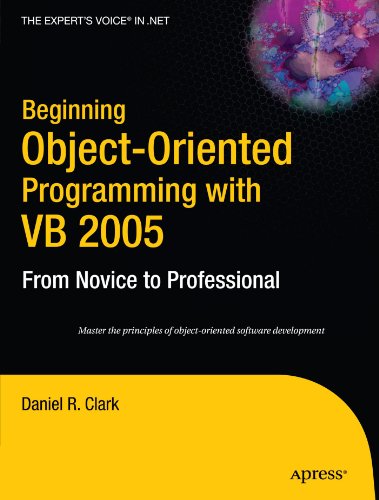 THE EXPERT'S VOICE® IN .NET
Beginning
Object-Oriented
Programming with
VB 2005
From Novice to Professional
Master the principles of object-oriented software development
Daniel R. Clark
Apress®